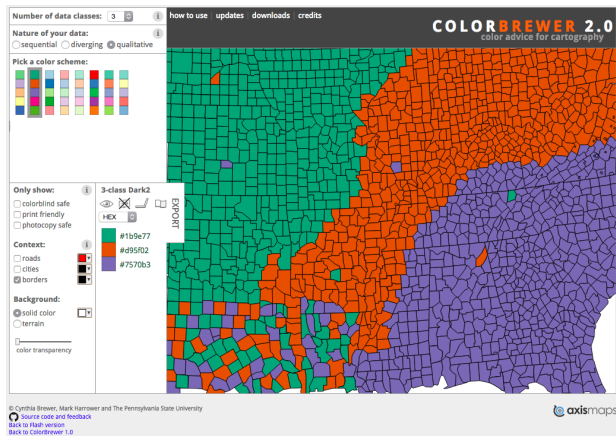 Number of data classes: 3 i
how to use | updates | downloads | credits
COLORBREWER 2.0
color advice for cartography
Nature of your data: i
sequential diverging qualitative
Pick a color scheme:
Only show: i
colorblind safe
print friendly
photocopy safe
Context: i
roads
cities
borders
Background:
solid color
terrain
color transparency
3-class Dark2
EXPORT
HEX
#1b9e77
#d95f02
#7570b3
© Cynthia Brewer, Mark Harrower and The Pennsylvania State University
Source code and feedback
Back to Flash version
Back to ColorBrewer 1.0
axismaps